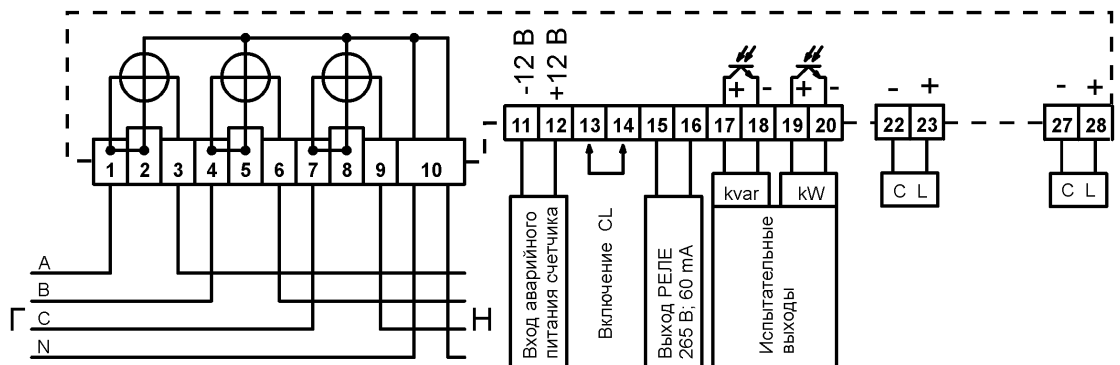 -12 В
+12 В
+ -
+ -
- +
- +
1 2 3 4 5 6 7 8 9 10
11 12 13 14 15 16 17 18 19 20
22 23
27 28
kvar
kW
C L
C L
A
B
C
N
Г
Н
Вход аварийного
питания счетчика
Включение CL
Выход РЕЛЕ
265 В; 60 mA
Испытательные
выходы